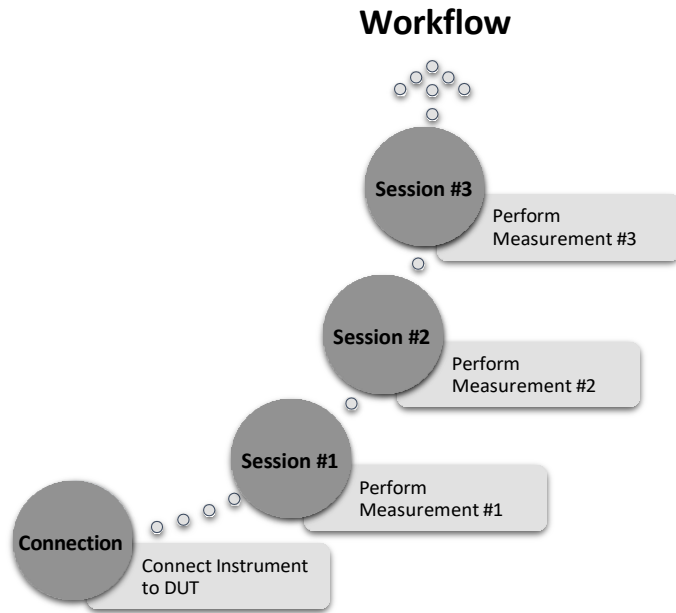 Workflow
Session #3
Perform
Measurement #3
Session #2
Perform
Measurement #2
Session #1
Perform
Measurement #1
Connection
Connect Instrument
to DUT